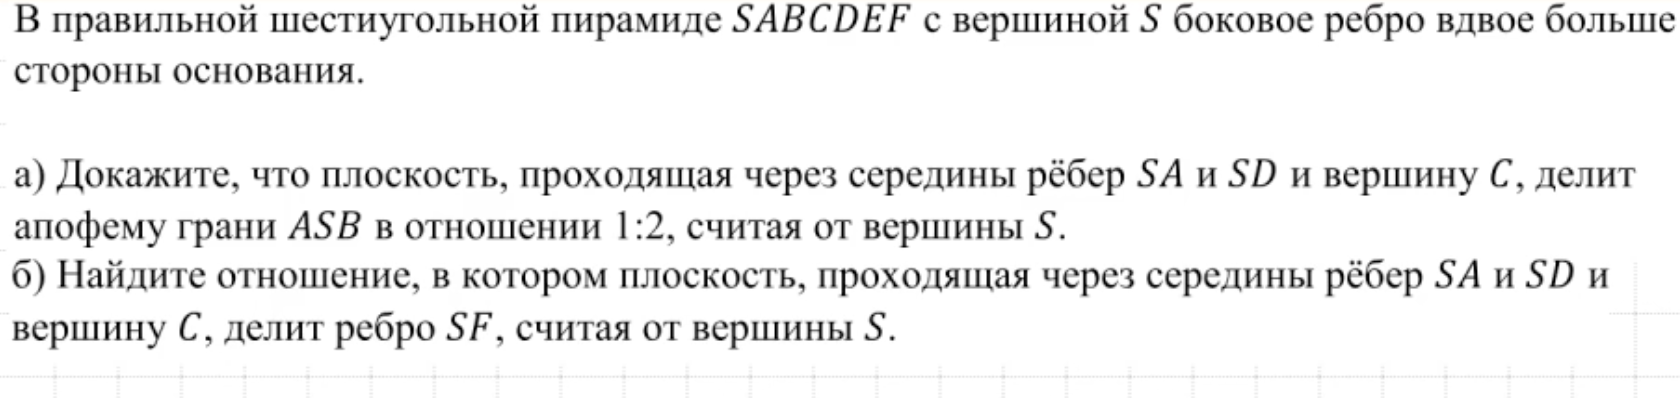 В правильной шестиугольной пирамиде SABCDEF с вершиной S боковое ребро вдвое больше
стороны основания.
а) Докажите, что плоскость, проходящая через середины рёбер SA и SD и вершину C, делит
апофему грани ASB в отношении 1:2, считая от вершины S.
б) Найдите отношение, в котором плоскость, проходящая через середины рёбер SA и SD и
вершину C, делит ребро SF, считая от вершины S.